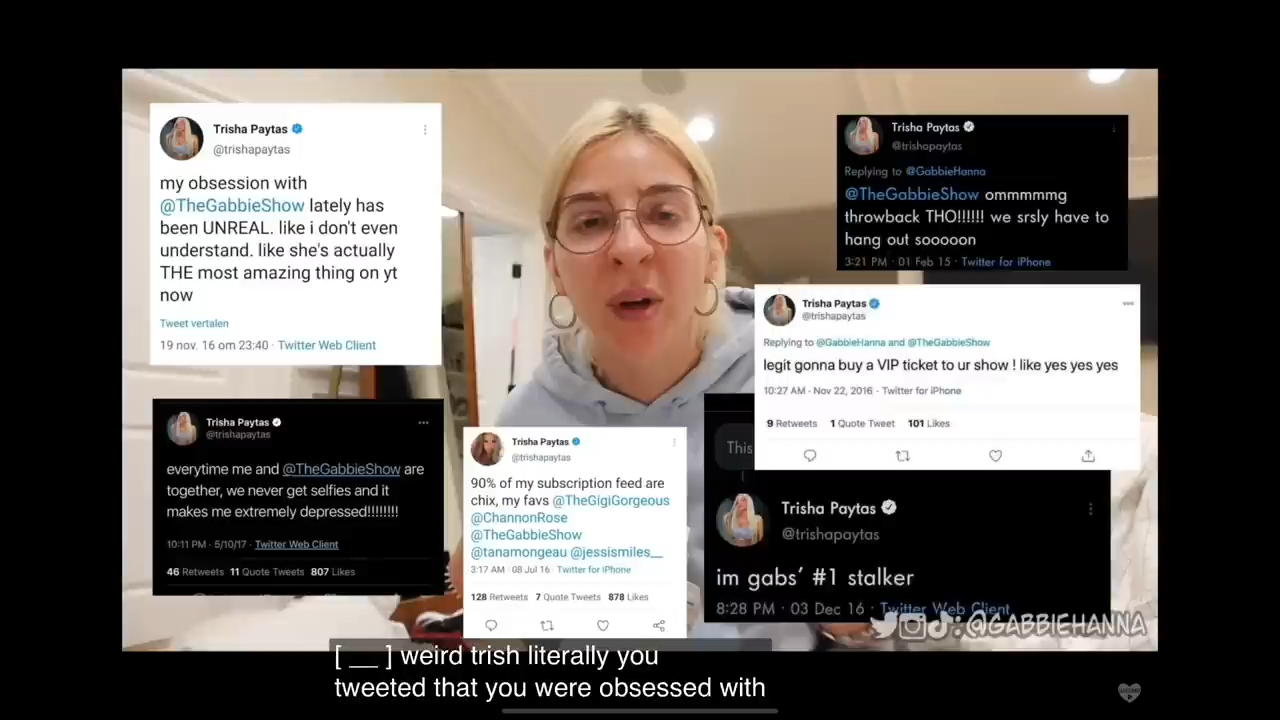 Trisha Paytas
@trishapaytas
my obsession with
@TheGabbieShow lately has
been UNREAL. like i don't even
understand. like she's actually
THE most amazing thing on yt
now
Tweet vertalen
19 nov. 16 om 23:40 · Twitter Web Client
Trisha Paytas
@trishapaytas
Replying to @GabbieHanna
@TheGabbieShow ommmmmg
throwback THO!!!!!! we srsly have to
hang out sooooon
3:21 PM · 01 Feb 15 · Twitter for iPhone
Trisha Paytas
@trishapaytas
Replying to @GabbieHanna and @TheGabbieShow
legit gonna buy a VIP ticket to ur show ! like yes yes yes
10:27 AM · Nov 22, 2016 · Twitter for iPhone
9 Retweets 1 Quote Tweet 101 Likes
Trisha Paytas
@trishapaytas
everytime me and @TheGabbieShow are
together, we never get selfies and it
makes me extremely depressed!!!!!!!!
10:11 PM · 5/10/17 · Twitter Web Client
46 Retweets 11 Quote Tweets 807 Likes
Trisha Paytas
@trishapaytas
90% of my subscription feed are
chix, my favs @TheGigiGorgeous
@ChannonRose
@TheGabbieShow
@tanamongeau @jessismiles__
3:17 AM · 08 Jul 16 · Twitter for iPhone
128 Retweets 7 Quote Tweets 878 Likes
This
Trisha Paytas
@trishapaytas
im gabs' #1 stalker
8:28 PM · 03 Dec 16 · Twitter Web Client
:@GABBIEHANNA
[ __ ] weird trish literally you
tweeted that you were obsessed with